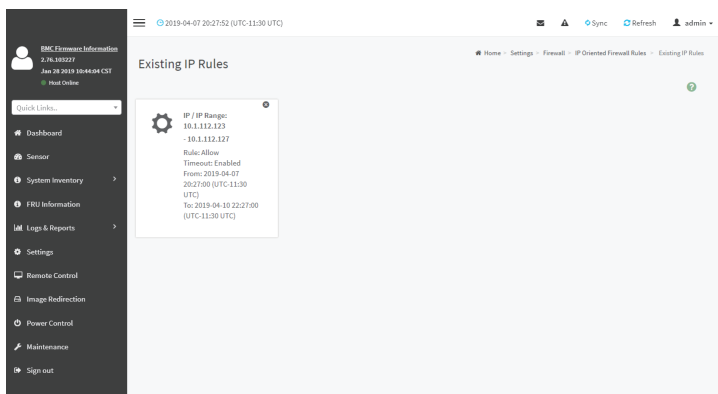 BMC Firmware Information
2.76.103227
Jan 28 2019 10:44:04 CST
Host Online
Quick Links..
Dashboard
Sensor
System Inventory
FRU Information
Logs & Reports
Settings
Remote Control
Image Redirection
Power Control
Maintenance
Sign out
2019-04-07 20:27:52 (UTC-11:30 UTC)
Sync Refresh admin
Existing IP Rules
Home > Settings > Firewall > IP Oriented Firewall Rules > Existing IP Rules
IP / IP Range:
10.1.112.123
- 10.1.112.127
Rule: Allow
Timeout: Enabled
From: 2019-04-07
20:27:00 (UTC-11:30
UTC)
To: 2019-04-10 22:27:00
(UTC-11:30 UTC)